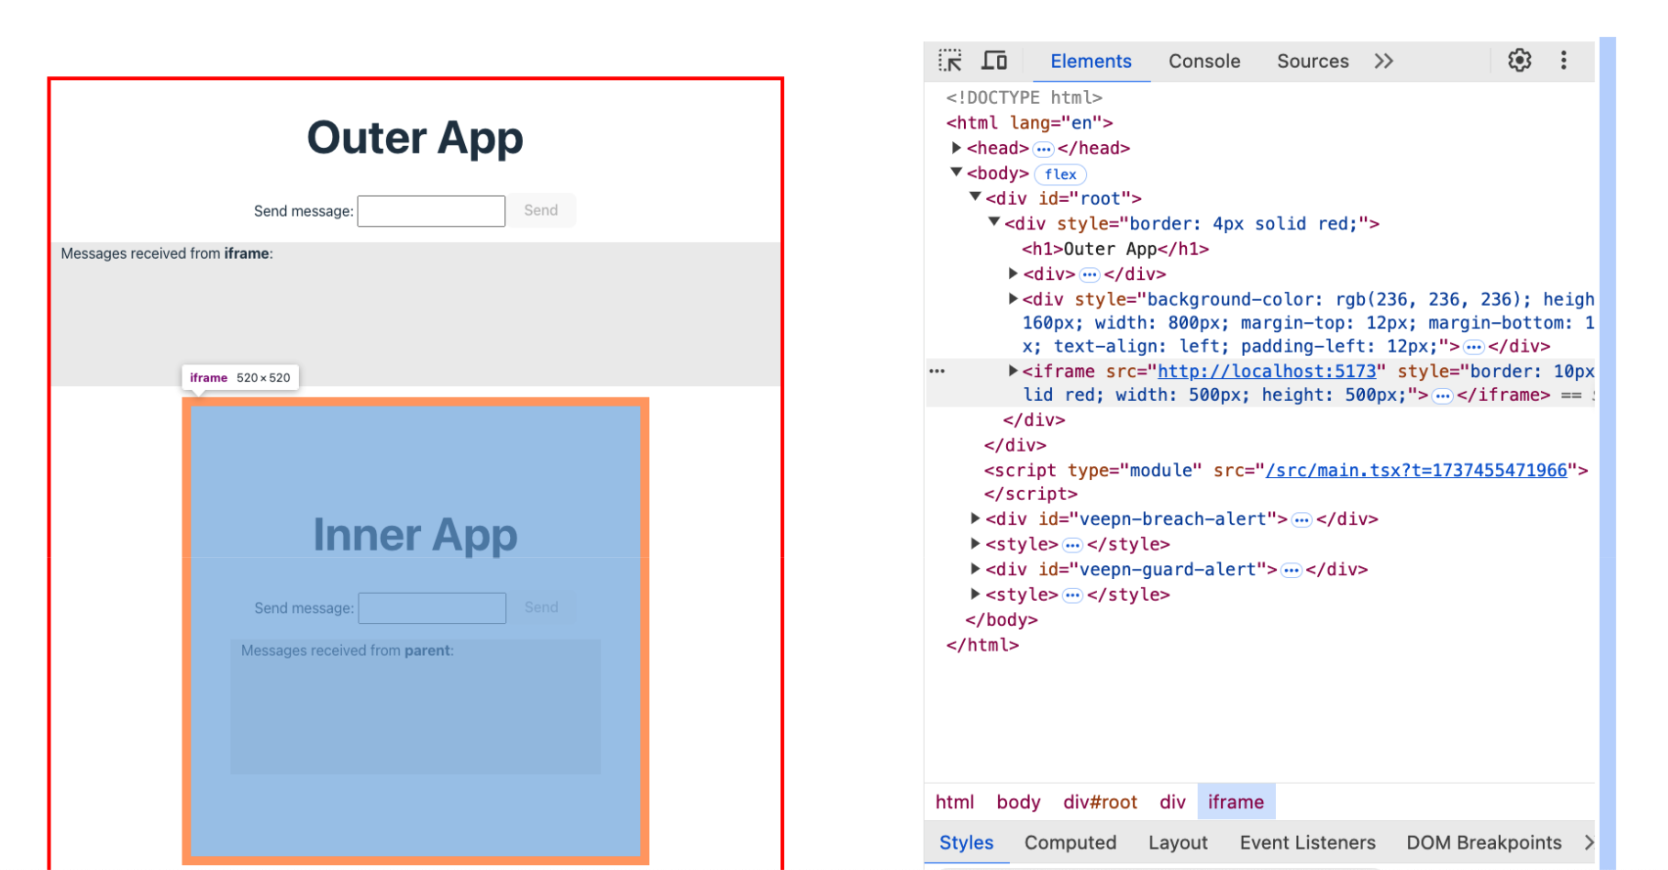 Outer App
Send message:
Send
Messages received from iframe:
iframe 520 × 520
Inner App
Send message:
Send
Messages received from parent:
Elements Console Sources
<!DOCTYPE html>
<html lang="en">
<head> ⋯ </head>
<body> flex
<div id="root">
<div style="border: 4px solid red;">
<h1>Outer App</h1>
<div> ⋯ </div>
<div style="background-color: rgb(236, 236, 236); heigh
160px; width: 800px; margin-top: 12px; margin-bottom: 1
x; text-align: left; padding-left: 12px;"> ⋯ </div>
<iframe src="http://localhost:5173" style="border: 10px
lid red; width: 500px; height: 500px;"> ⋯ </iframe> ==
</div>
</div>
<script type="module" src="/src/main.tsx?t=1737455471966">
</script>
<div id="veepn-breach-alert"> ⋯ </div>
<style> ⋯ </style>
<div id="veepn-guard-alert"> ⋯ </div>
<style> ⋯ </style>
</body>
</html>
html body div#root div iframe
Styles Computed Layout Event Listeners DOM Breakpoints